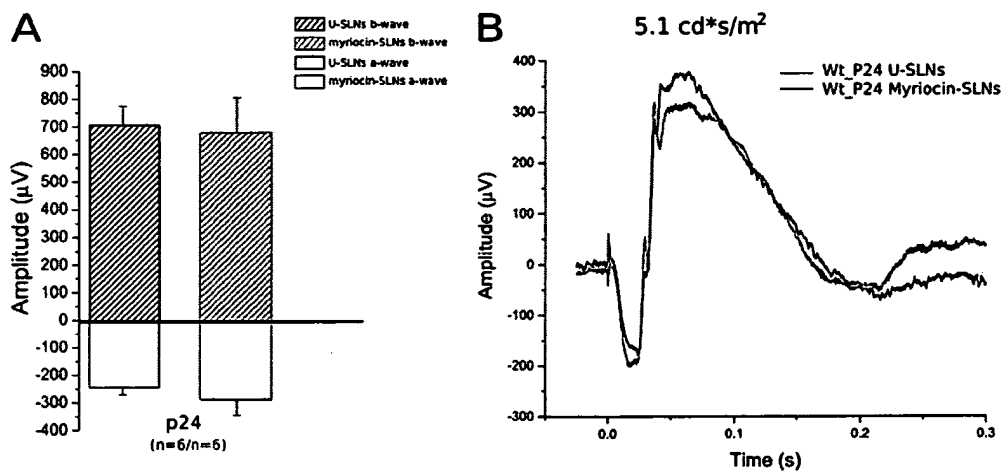 A
U-SLNs b-wave
myriocin-SLNs b-wave
U-SLNs a-wave
myriocin-SLNs a-wave
900
800
700
600
500
400
300
200
100
0
-100
-200
-300
-400
Amplitude (μV)
p24
(n=6/n=6)
B
5.1 cd*s/m²
Wt_P24 U-SLNs
Wt_P24 Myriocin-SLNs
400
300
200
100
0
-100
-200
-300
Amplitude (μV)
0.0
0.1
0.2
0.3
Time (s)